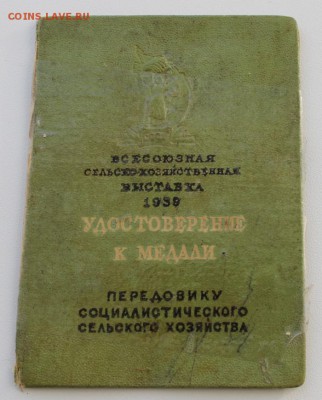 COINS.LAVE.RU
ВСЕСОЮЗНАЯ
СЕЛЬСКО-ХОЗЯЙСТВЕННАЯ
ВЫСТАВКА
1939
УДОСТОВЕРЕНИЕ
К МЕДАЛИ
ПЕРЕДОВИКУ
СОЦИАЛИСТИЧЕСКОГО
СЕЛЬСКОГО ХОЗЯЙСТВА